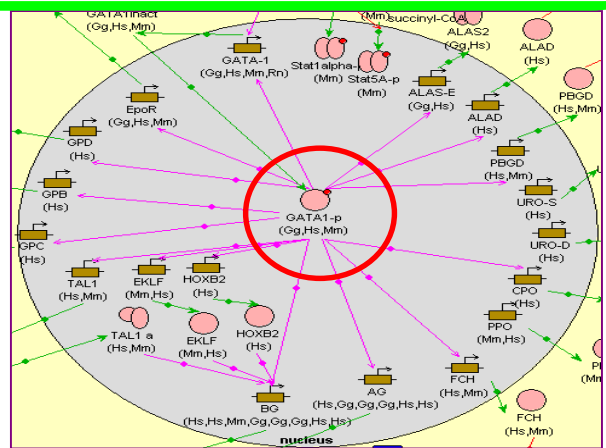 GATA1inact
(Gg,Hs,Mm)
GATA-1
(Gg,Hs,Mm,Rn)
(Mm)
Stat1alpha-p
(Mm)
Stat5A-p
(Mm)
succinyl-CoA
ALAS2
(Gg,Hs)
ALAD
(Hs)
PBGD
(Hs,Mm)
EpoR
(Gg,Hs,Mm)
ALAS-E
(Gg,Hs)
ALAD
(Hs)
GPD
(Hs)
PBGD
(Hs,Mm)
GPB
(Hs)
GATA1-p
(Gg,Hs,Mm)
URO-S
(Hs)
GPC
(Hs)
URO-D
(Hs)
TAL1
(Hs,Mm)
EKLF
(Mm,Hs)
HOXB2
(Hs)
CPO
(Hs)
PPO
(Mm,Hs)
TAL1 a
(Hs,Mm)
EKLF
(Mm,Hs)
HOXB2
(Hs)
FCH
(Hs,Mm)
BG
(Hs,Hs,Mm,Gg,Gg,Gg,Hs,Hs)
AG
(Hs,Gg,Gg,Gg,Hs,Hs)
FCH
(Hs,Mm)
nucleus